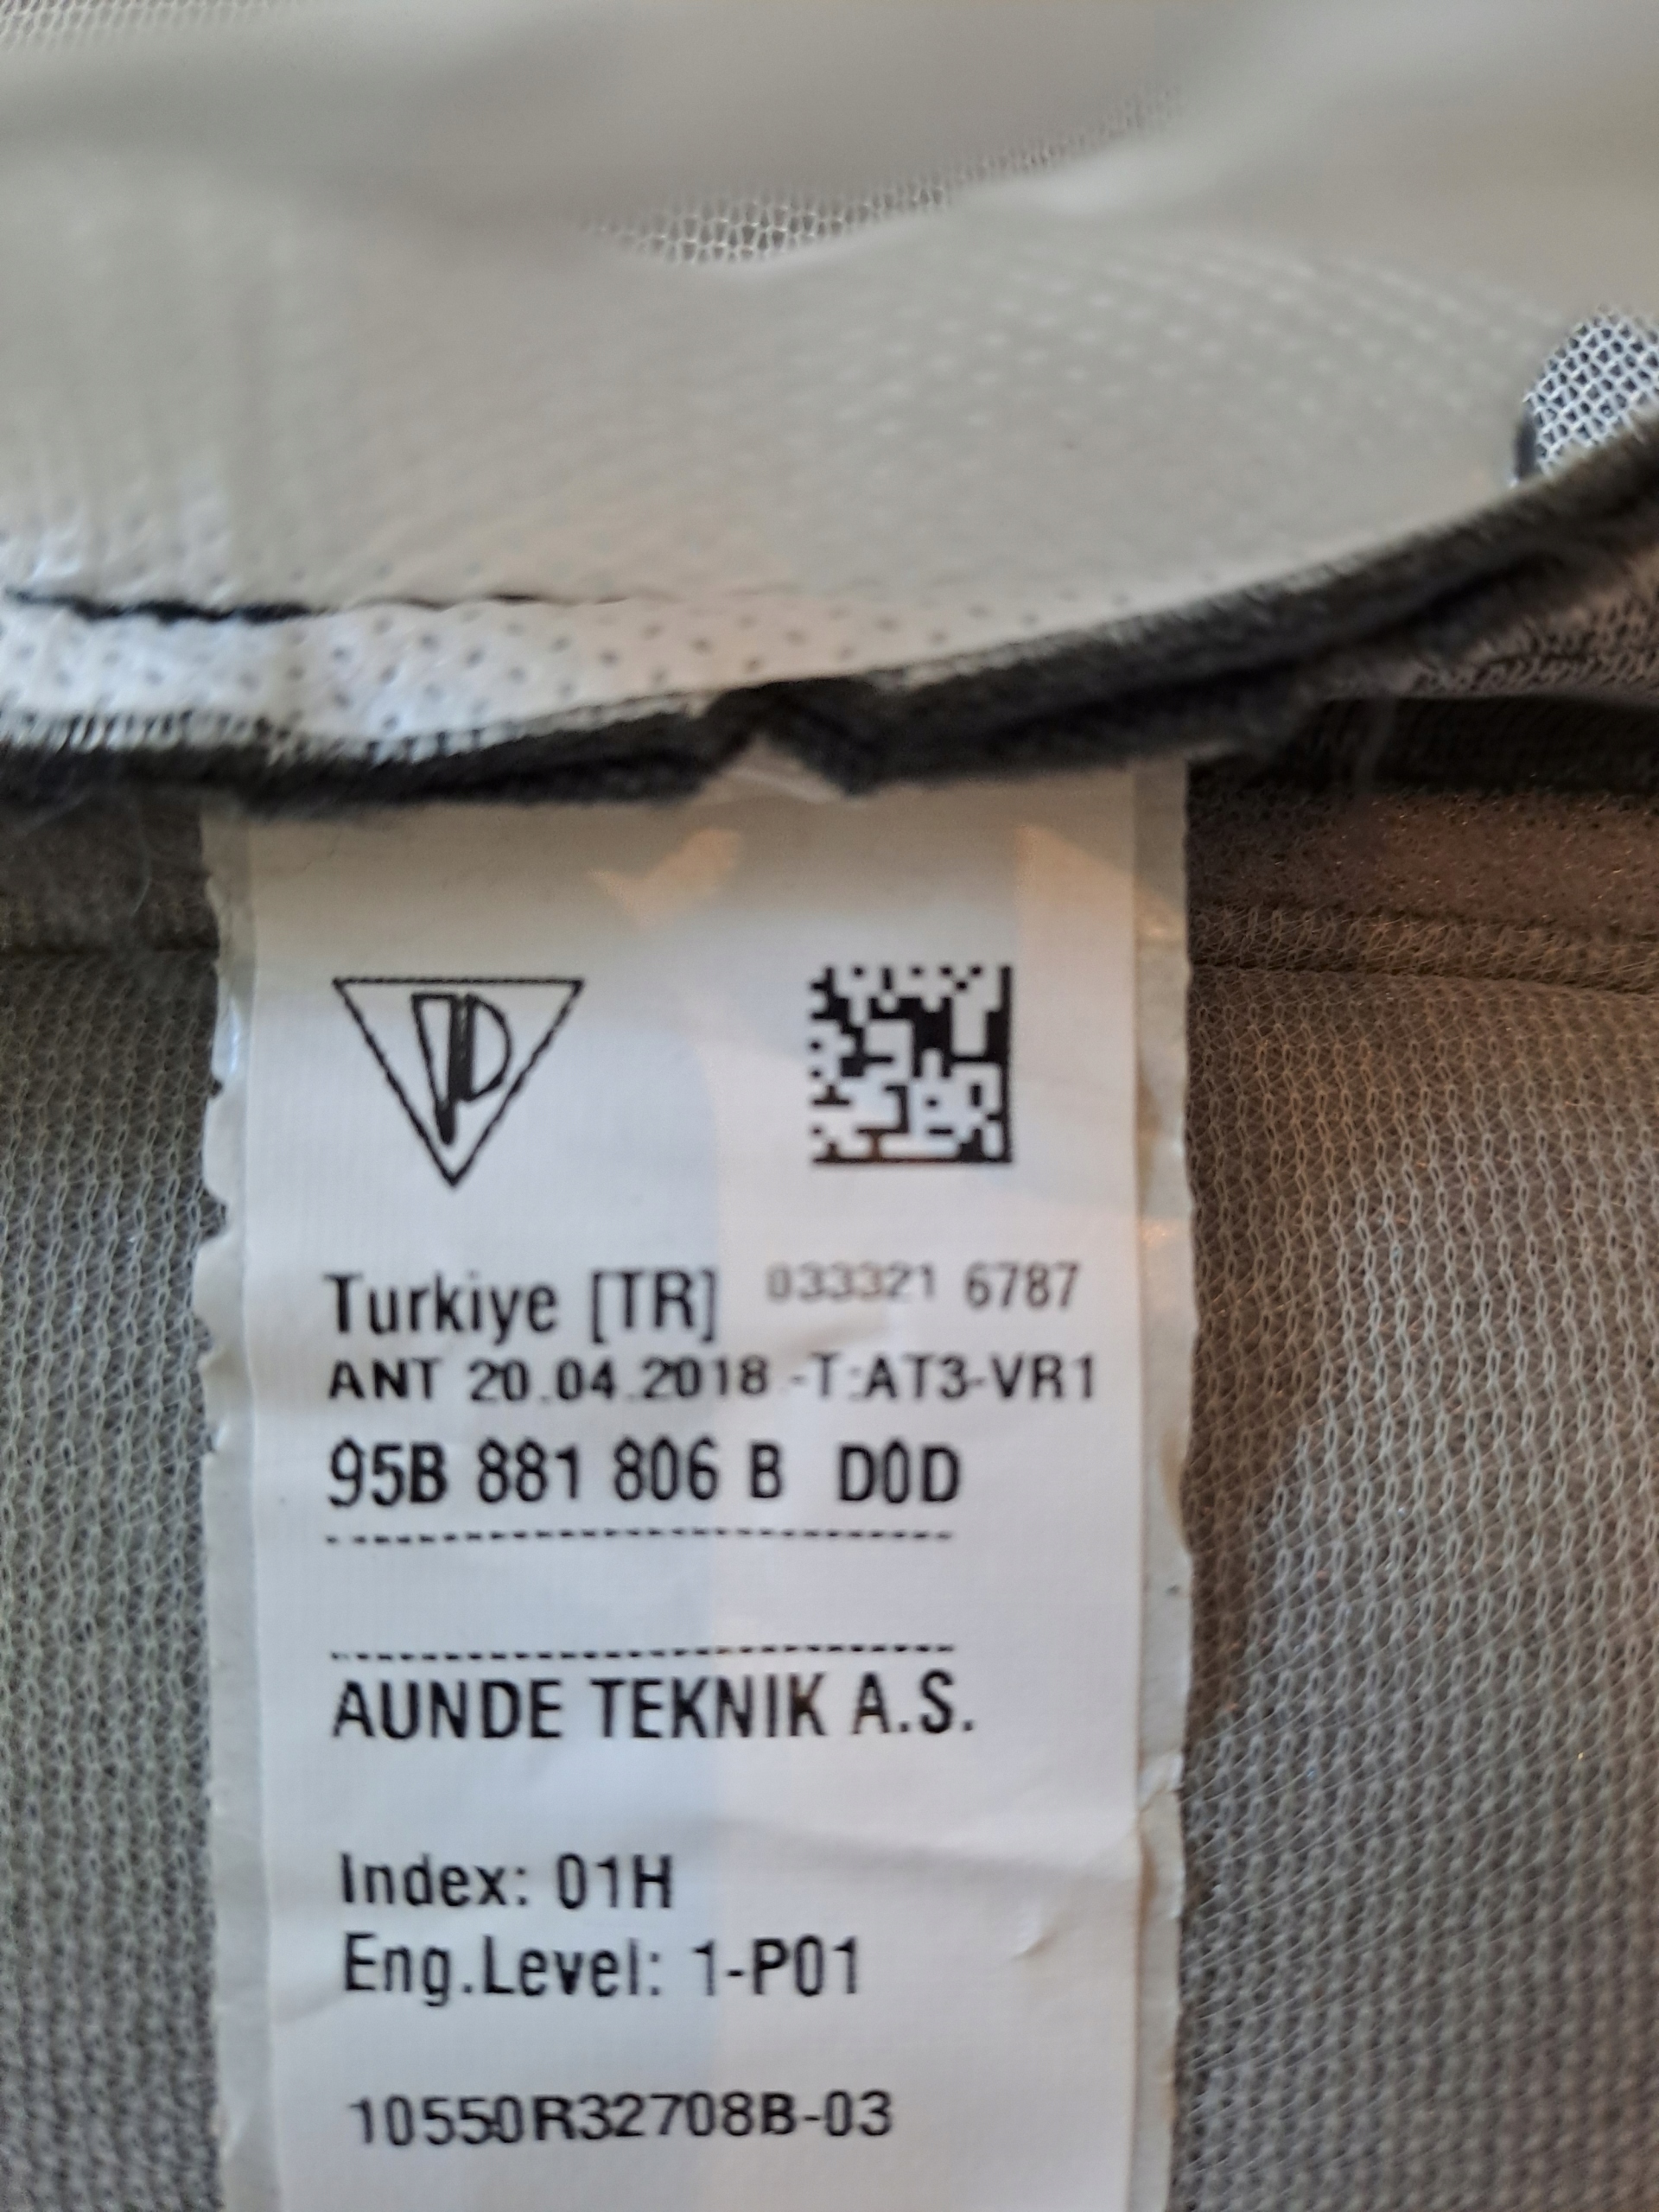 Turkiye [TR] 033321 6787
ANT 20.04.2018 -T:AT3-VR1
95B 881 806 B D0D
AUNDE TEKNIK A.S.
Index: 01H
Eng.Level: 1-P01
10550R32708B-03